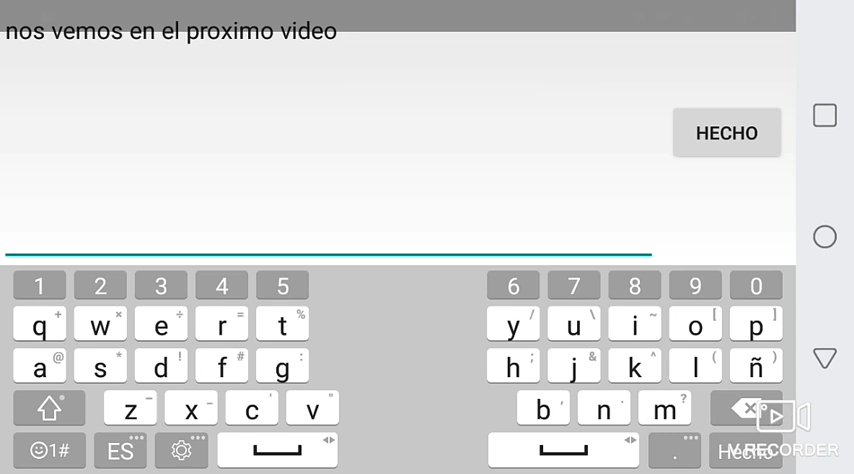 nos vemos en el proximo video
HECHO
1 2 3 4 5 6 7 8 9 0
q + w × e ÷ r = t % y / u \ i ~ o [ p ]
a @ s * d ! f # g : h ; j & k ^ l ( ñ )
z - x _ c ' v " b , n . m ?
1# ES . Hecho
V RECORDER